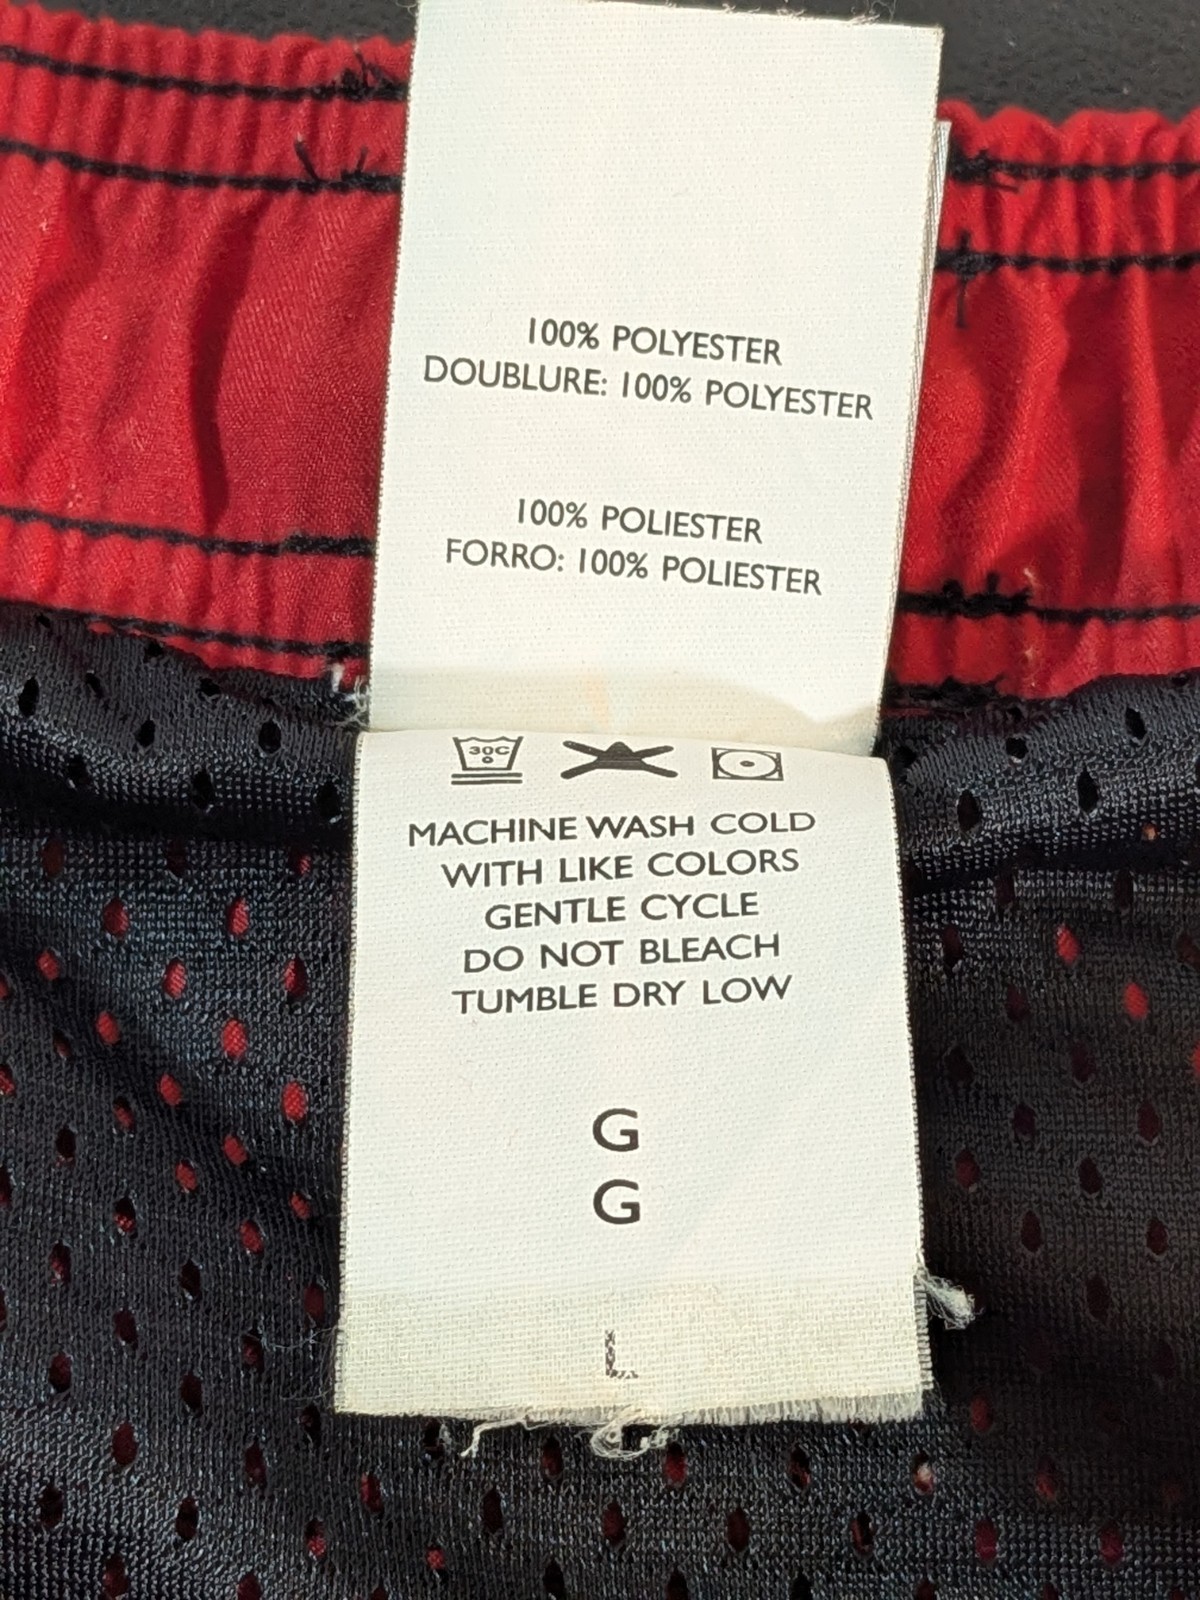 100% POLYESTER
DOUBLURE: 100% POLYESTER
100% POLIESTER
FORRO: 100% POLIESTER
30C
MACHINE WASH COLD
WITH LIKE COLORS
GENTLE CYCLE
DO NOT BLEACH
TUMBLE DRY LOW
G
G
L